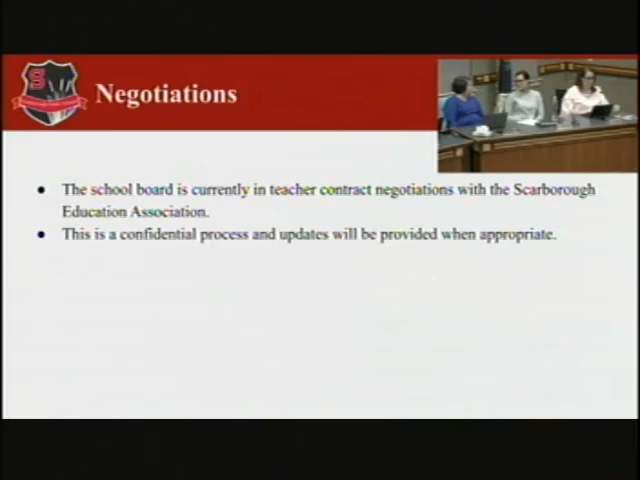 Negotiations
● The school board is currently in teacher contract negotiations with the Scarborough
Education Association.
● This is a confidential process and updates will be provided when appropriate.